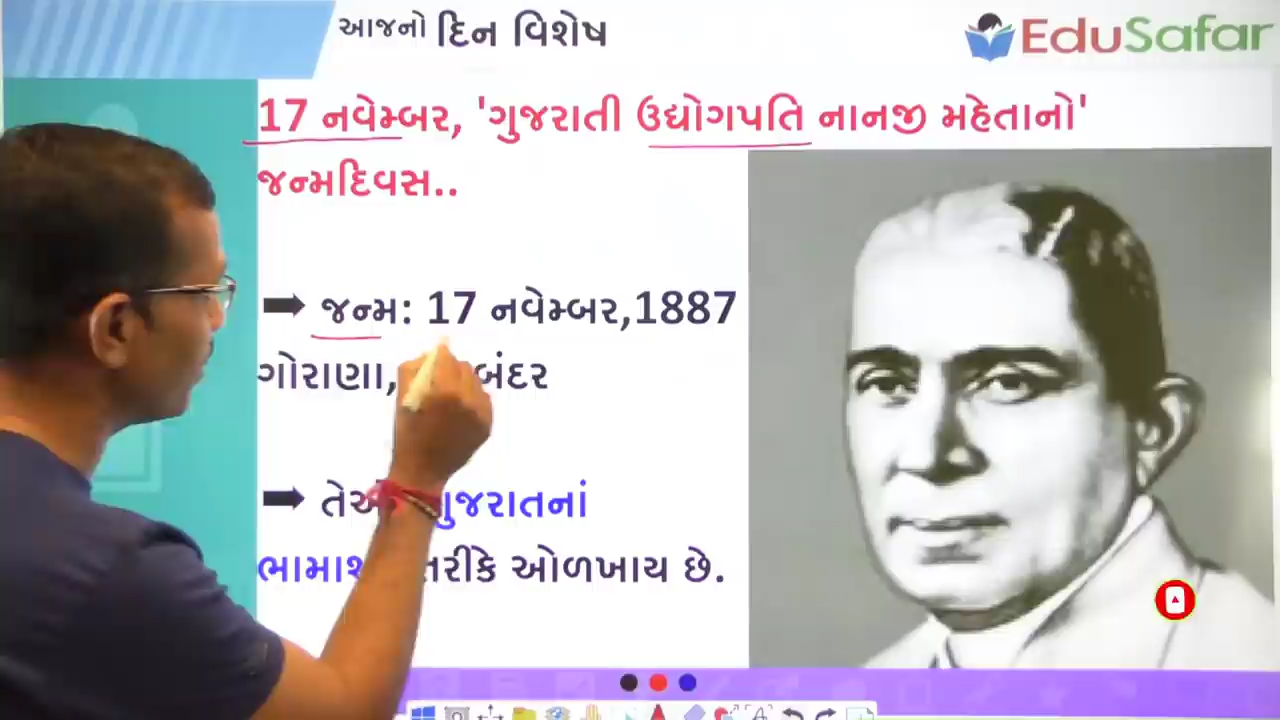 આજનો દિન વિશેષ
EduSafar
17 નવેમ્બર, 'ગુજરાતી ઉદ્યોગપતિ નાનજી મહેતાનો'
જન્મદિવસ..
➡ જન્મ: 17 નવેમ્બર,1887
ગોરાણા,
➡ ગુજરાતનાં
તરીકે ઓળખાય છે.